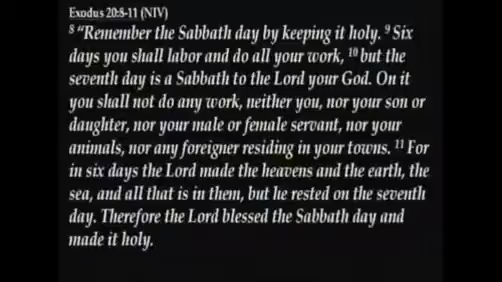 Exodus 20:8-11 (NIV)
8 “Remember the Sabbath day by keeping it holy. 9 Six
days you shall labor and do all your work, 10 but the
seventh day is a Sabbath to the Lord your God. On it
you shall not do any work, neither you, nor your son or
daughter, nor your male or female servant, nor your
animals, nor any foreigner residing in your towns. 11 For
in six days the Lord made the heavens and the earth, the
sea, and all that is in them, but he rested on the seventh
day. Therefore the Lord blessed the Sabbath day and
made it holy.